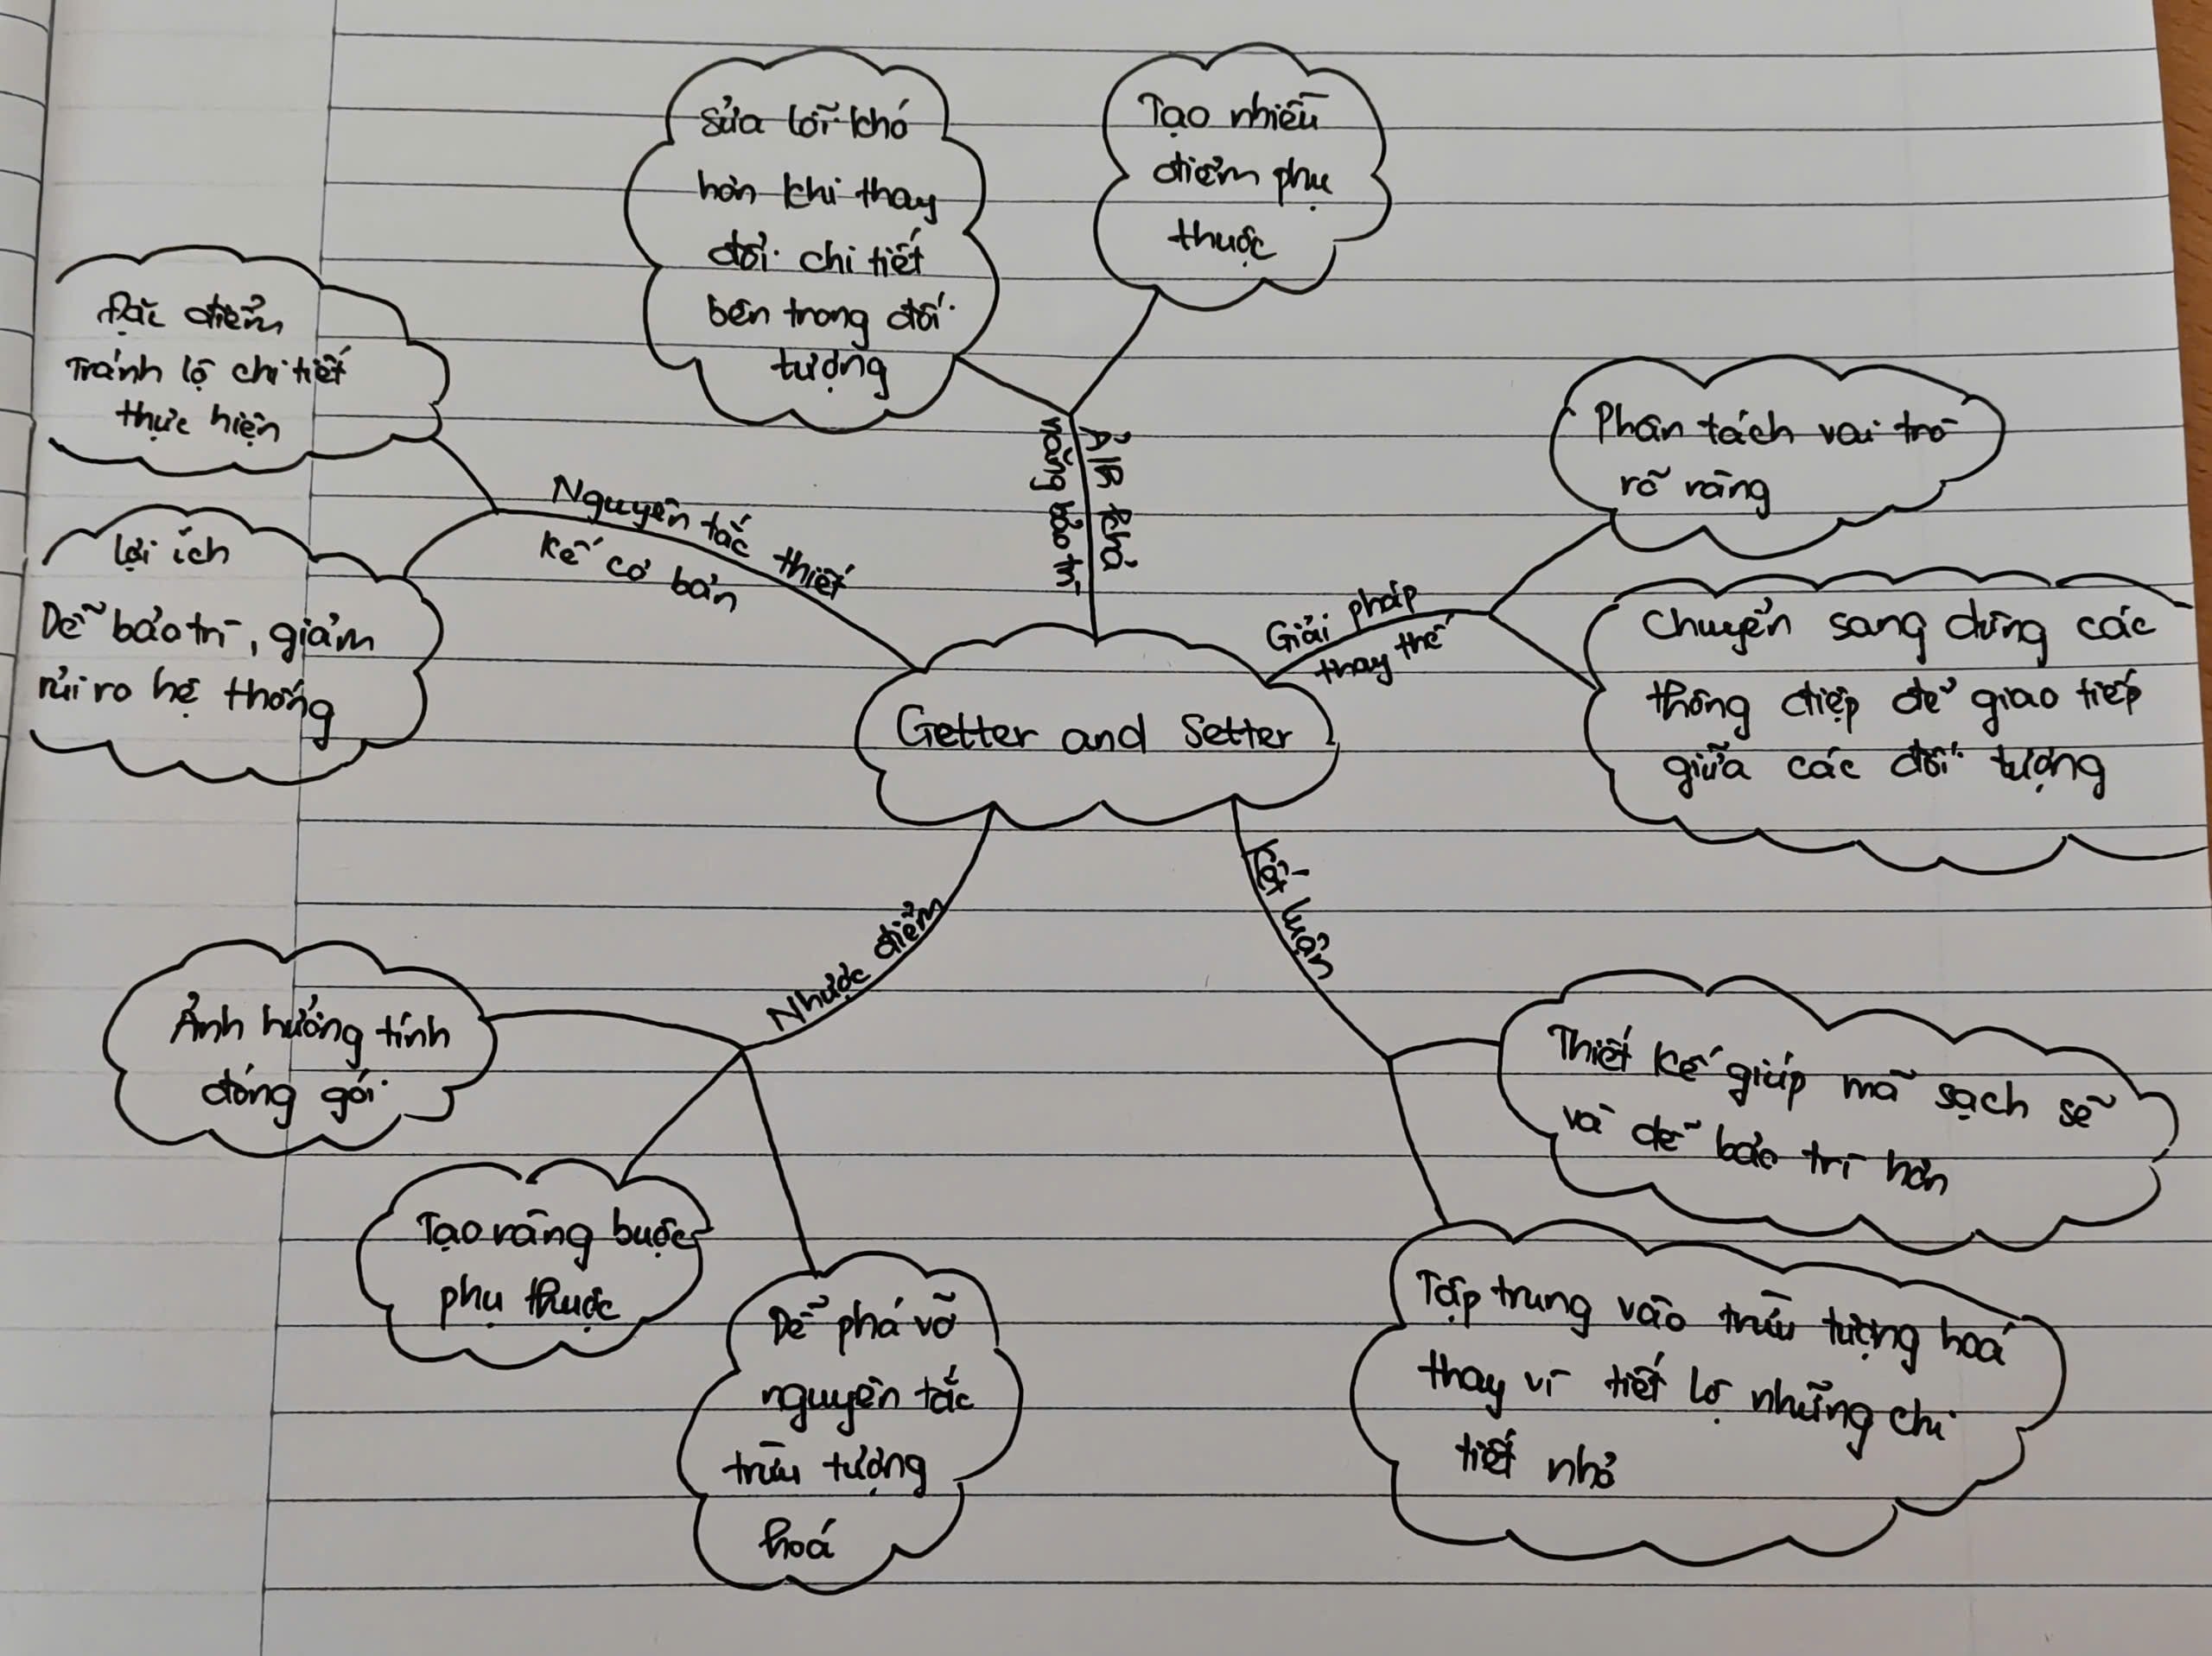 Sửa lỗi khó
hơn khi thay
đổi chi tiết
bên trong đối
tượng
Tạo nhiều
điểm phụ
thuộc
Đặc điểm
Tránh lộ chi tiết
thực hiện
Lợi ích
Dễ bảo trì, giảm
rủi ro hệ thống
Nguyên tắc thiết
kế cơ bản
khả
năng bảo trì
Phân tách vai trò
rõ ràng
Giải pháp
thay thế
Chuyển sang dùng các
thông điệp để giao tiếp
giữa các đối tượng
Getter and Setter
Nhược điểm
Kết luận
Ảnh hưởng tính
đóng gói
Tạo ràng buộc
phụ thuộc
Dễ phá vỡ
nguyên tắc
trừu tượng
hoá
Thiết kế giúp mã sạch sẽ
và dễ bảo trì hơn
Tập trung vào trừu tượng hoá
thay vì tiết lộ những chi
tiết nhỏ